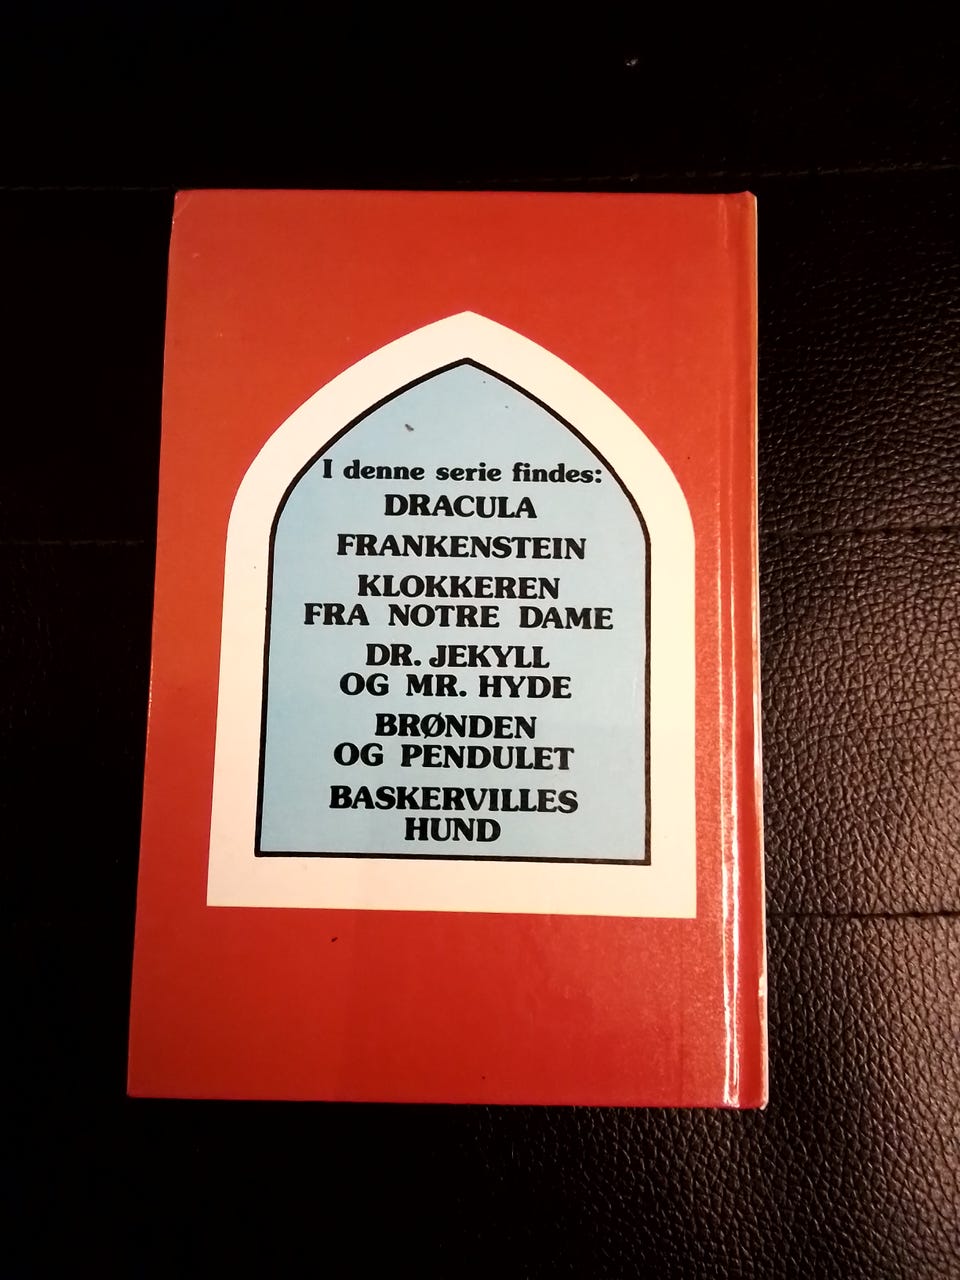 I denne serie findes:
DRACULA
FRANKENSTEIN
KLOKKEREN
FRA NOTRE DAME
DR. JEKYLL
OG MR. HYDE
BRØNDEN
OG PENDULET
BASKERVILLES
HUND